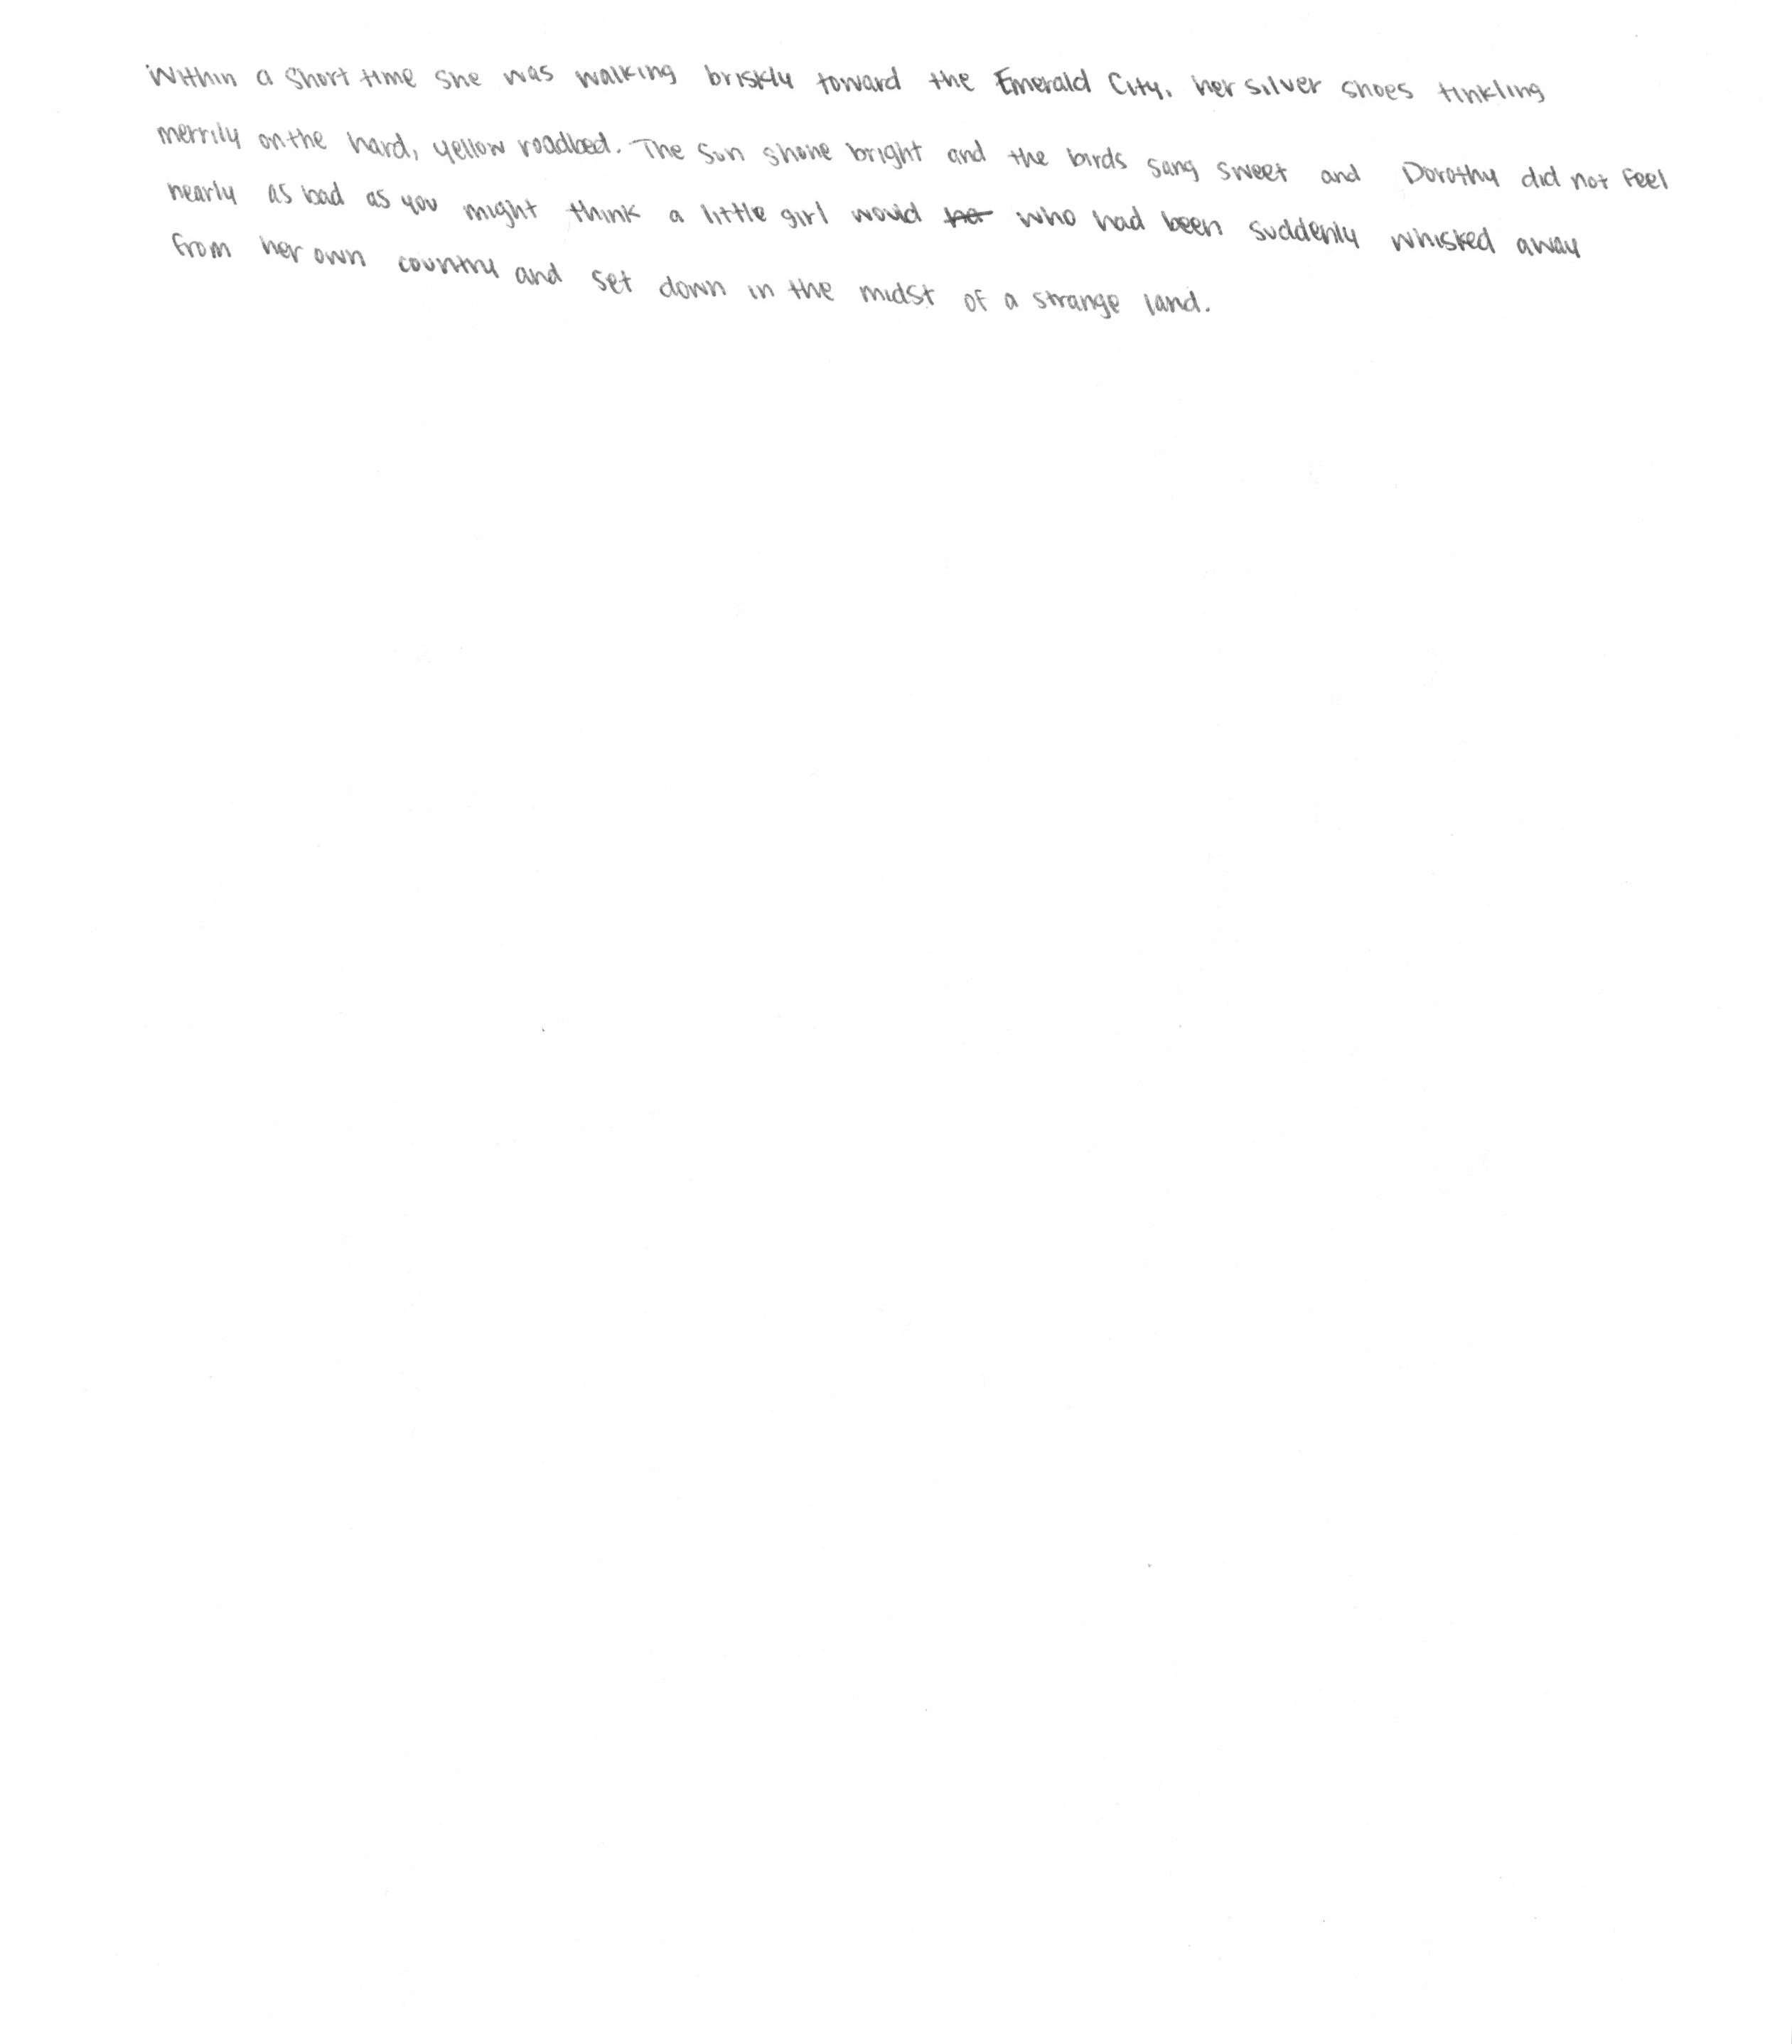 Within a short time she was walking briskly toward the Emerald City, her silver shoes tinkling
merrily on the hard, yellow roadbed. The sun shone bright and the birds sang sweet and Dorothy did not feel
nearly as bad as you might think a little girl would who had been suddenly whisked away
from her own country and set down in the midst of a strange land.